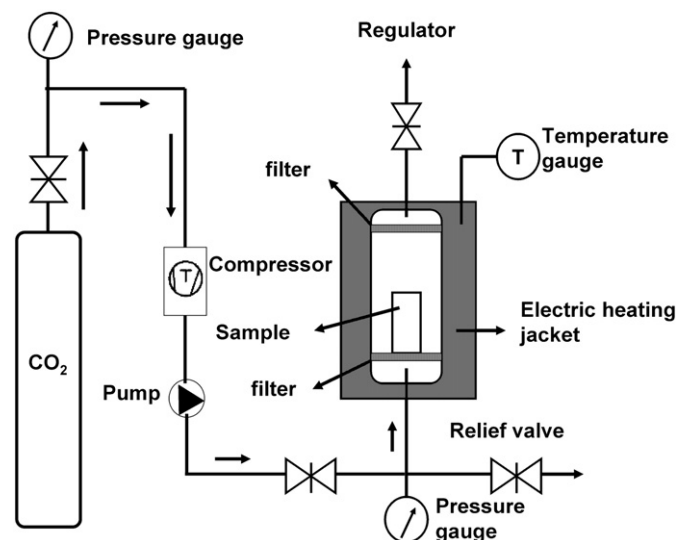 Pressure gauge
Regulator
T
Temperature
gauge
filter
T
Compressor
Electric heating
jacket
Sample
CO₂
Pump
filter
Relief valve
Pressure
gauge